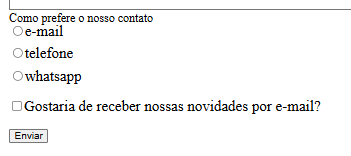 Como prefere o nosso contato
e-mail
telefone
whatsapp
Gostaria de receber nossas novidades por e-mail?
Enviar